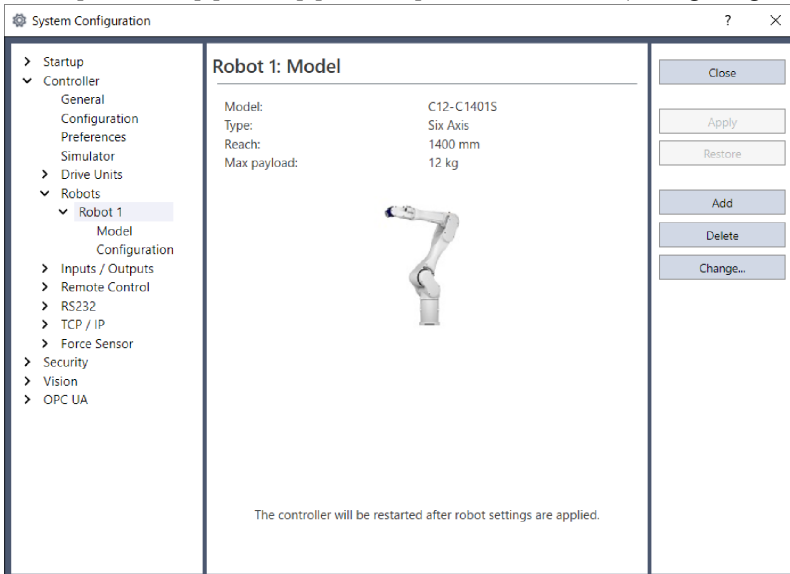 System Configuration
?
Startup
Controller
General
Configuration
Preferences
Simulator
Drive Units
Robots
Robot 1
Model
Configuration
Inputs / Outputs
Remote Control
RS232
TCP / IP
Force Sensor
Security
Vision
OPC UA
Robot 1: Model
Model: C12-C1401S
Type: Six Axis
Reach: 1400 mm
Max payload: 12 kg
The controller will be restarted after robot settings are applied.
Close
Apply
Restore
Add
Delete
Change...